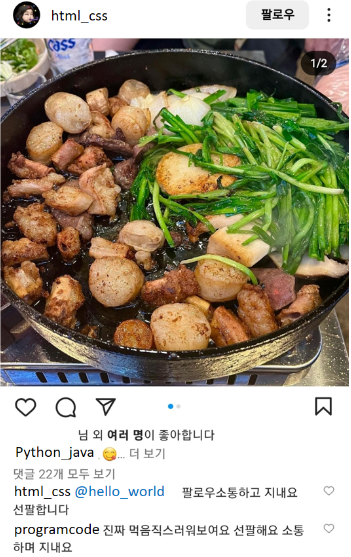 html_css
팔로우
cass
1/2
님 외 여러 명이 좋아합니다
Python_java 😋... 더 보기
댓글 22개 모두 보기
html_css @hello_world 팔로우소통하고 지내요
선팔합니다
programcode 진짜 먹음직스러워보여요 선팔해요 소통
하며 지내요